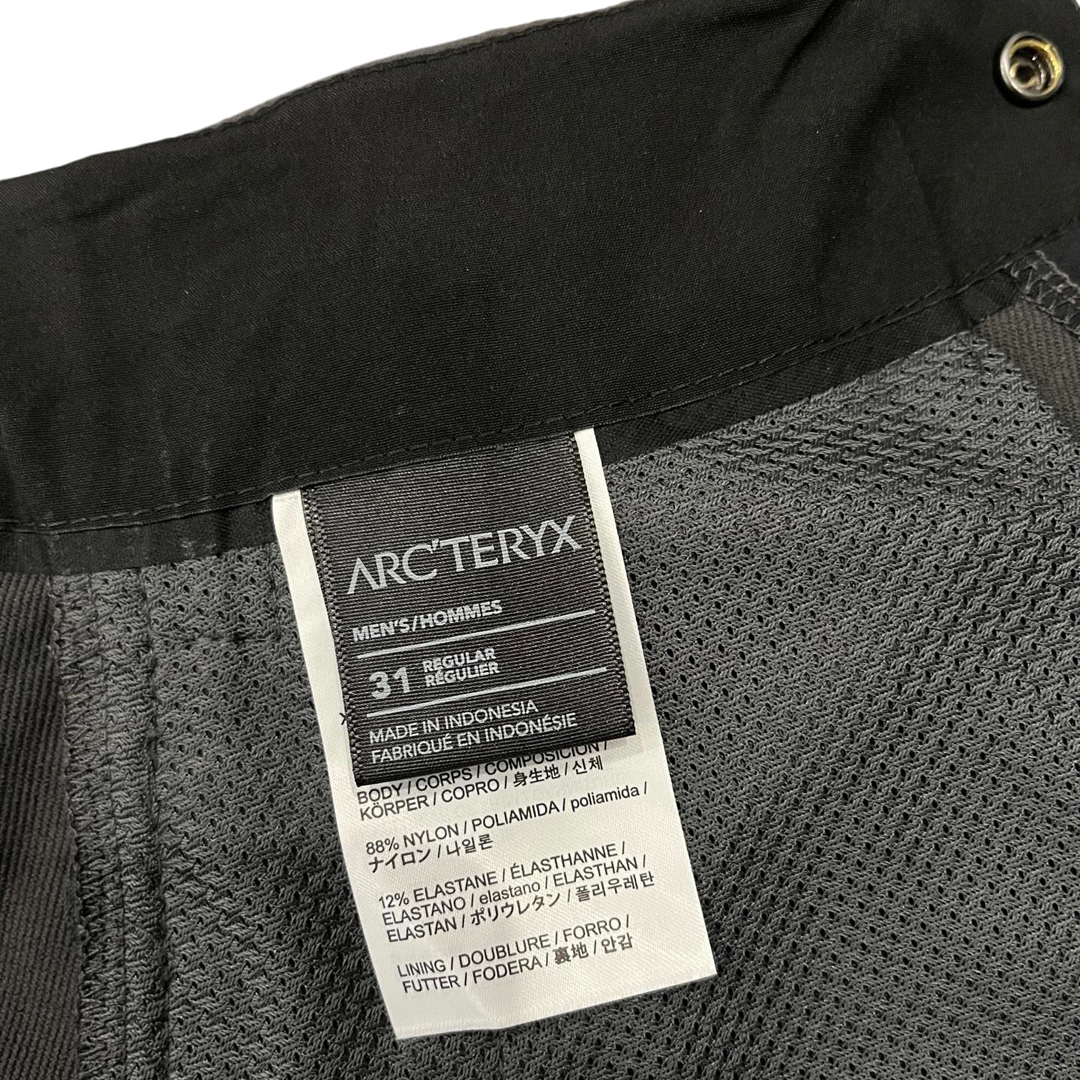 ARC'TERYX
MEN'S/HOMMES
31 REGULAR
RÉGULIER
MADE IN INDONESIA
FABRIQUÉ EN INDONÉSIE
BODY / CORPS / COMPOSICIÓN /
KÖRPER / COPRO / 身生地 / 신체
88% NYLON / POLIAMIDA / poliamida /
ナイロン / 나일론
12% ELASTANE / ÉLASTHANNE /
ELASTANO / elastano / ELASTHAN /
ELASTAN / ポリウレタン / 폴리우레탄
LINING / DOUBLURE / FORRO /
FUTTER / FODERA / 裏地 / 안감